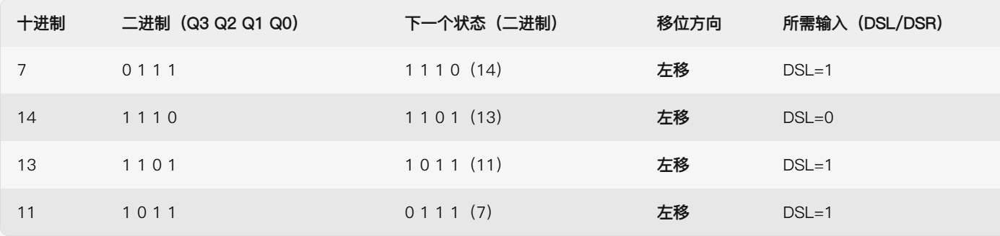 十进制 二进制（Q3 Q2 Q1 Q0） 下一个状态（二进制） 移位方向 所需输入（DSL/DSR）
7 0 1 1 1 1 1 1 0（14） 左移 DSL=1
14 1 1 1 0 1 1 0 1（13） 左移 DSL=0
13 1 1 0 1 1 0 1 1（11） 左移 DSL=1
11 1 0 1 1 0 1 1 1（7） 左移 DSL=1